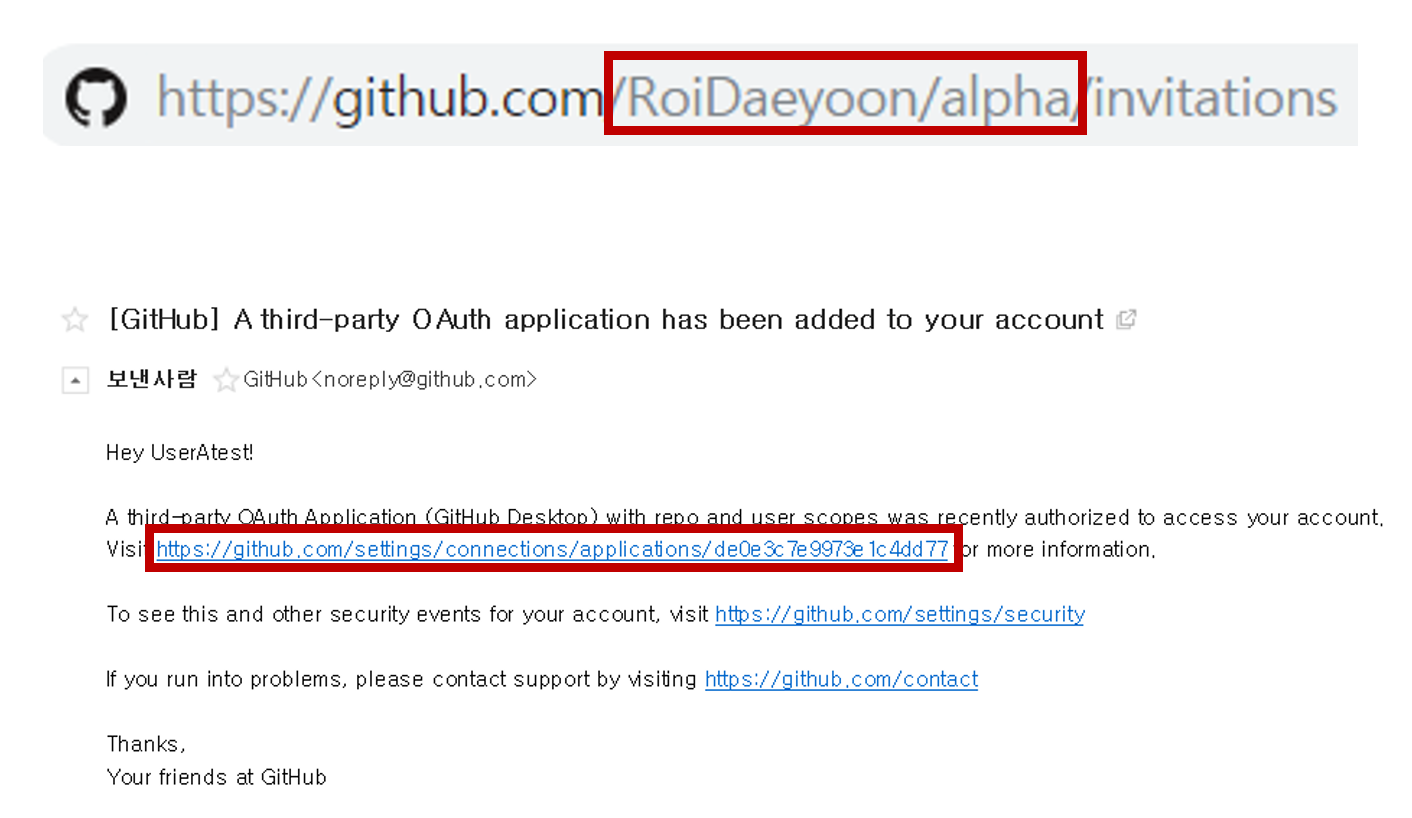 https://github.com/RoiDaeyoon/alpha/invitations
[GitHub] A third-party OAuth application has been added to your account
보낸사람 GitHub<noreply@github.com>
Hey UserAtest!
A third-party OAuth Application (GitHub Desktop) with repo and user scopes was recently authorized to access your account.
Visit https://github.com/settings/connections/applications/de0e3c7e9973e1c4dd77 for more information.
To see this and other security events for your account, visit https://github.com/settings/security
If you run into problems, please contact support by visiting https://github.com/contact
Thanks,
Your friends at GitHub